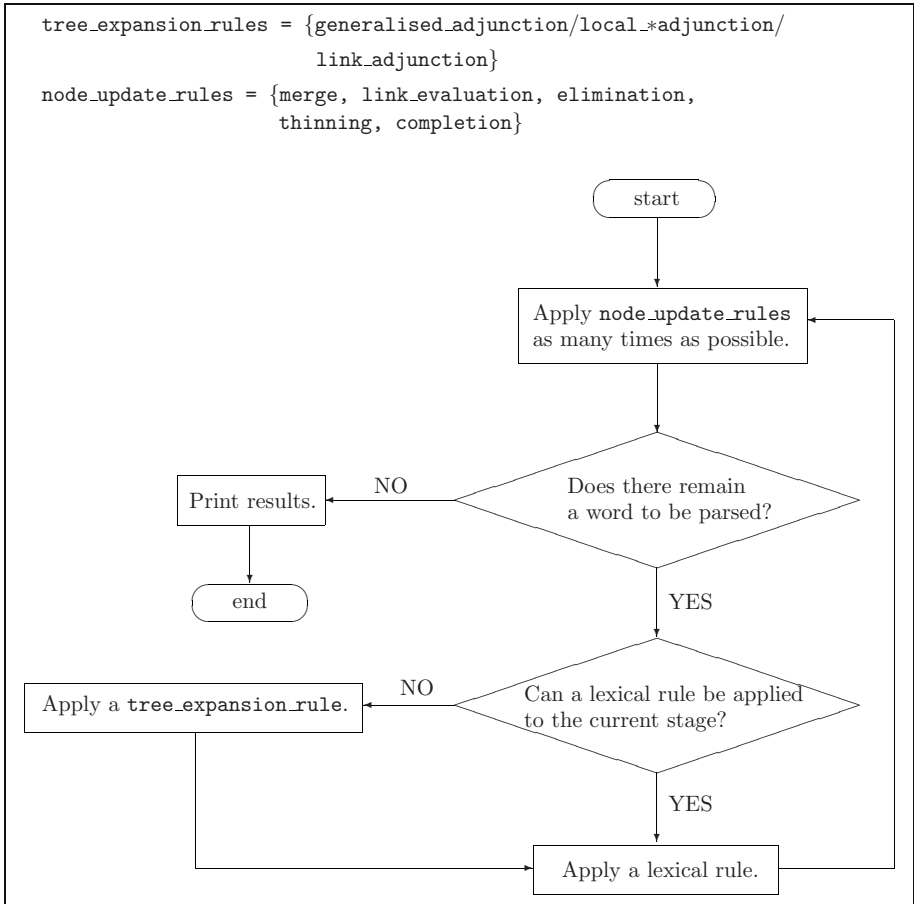 tree_expansion_rules = {generalised_adjunction/local_*adjunction/
link_adjunction}
node_update_rules = {merge, link_evaluation, elimination,
thinning, completion}
start
Apply node_update_rules
as many times as possible.
Does there remain
a word to be parsed?
NO
Print results.
end
YES
Can a lexical rule be applied
to the current stage?
NO
Apply a tree_expansion_rule.
YES
Apply a lexical rule.